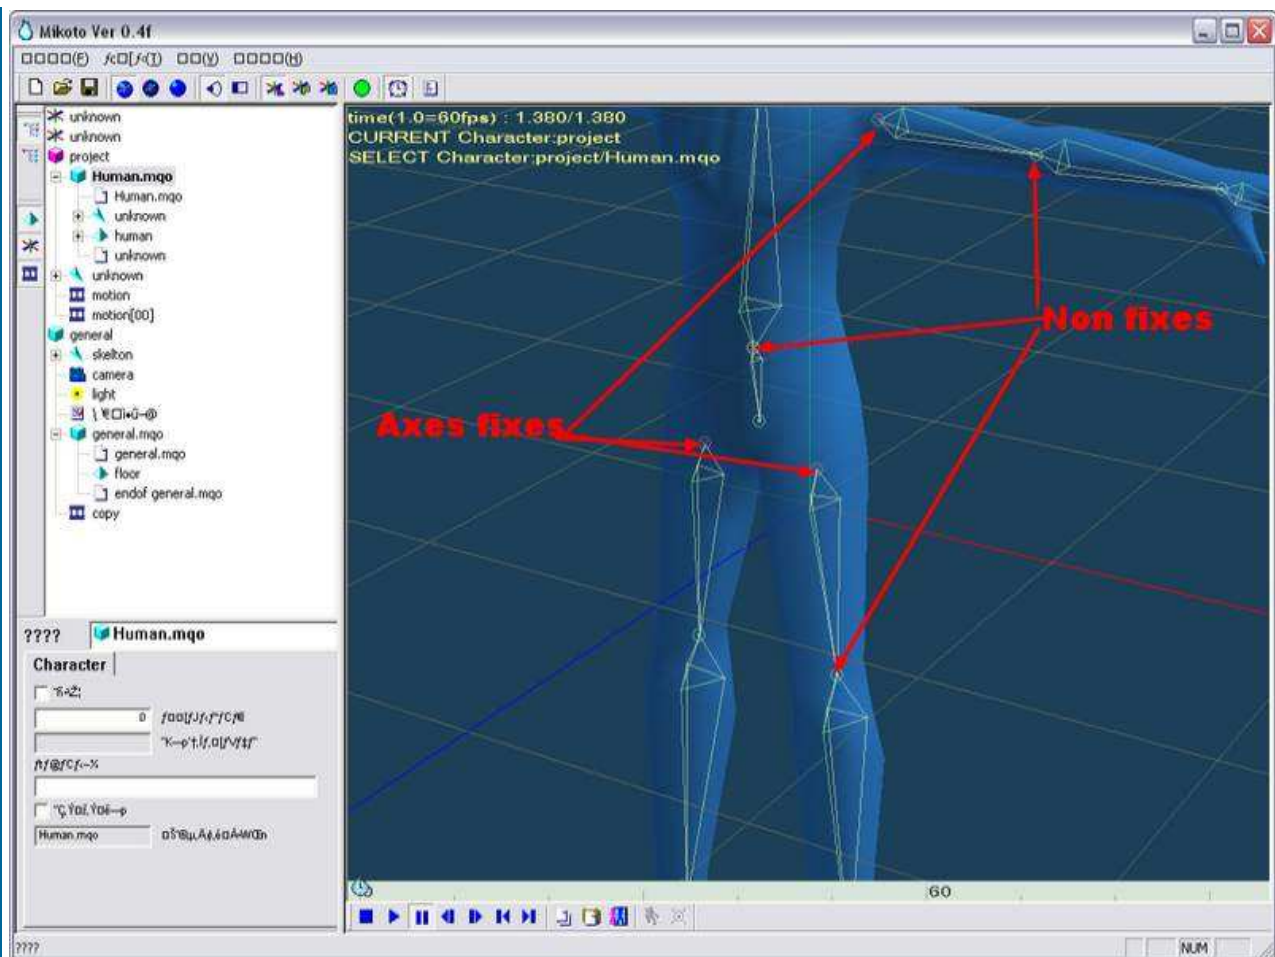 Mikoto Ver 0.4f
□□□□(F) ƒc□[ƒ‹(T) □□(V) □□□□(H)
unknown
unknown
project
Human.mqo
Human.mqo
unknown
human
unknown
unknown
motion
motion[00]
general
skelton
camera
light
general.mqo
general.mqo
floor
endof general.mqo
copy
time(1.0=60fps) : 1.380/1.380
CURRENT Character:project
SELECT Character:project/Human.mqo
Non fixes
Axes fixes
???? Human.mqo
Character
0
Human.mqo
60
???? NUM